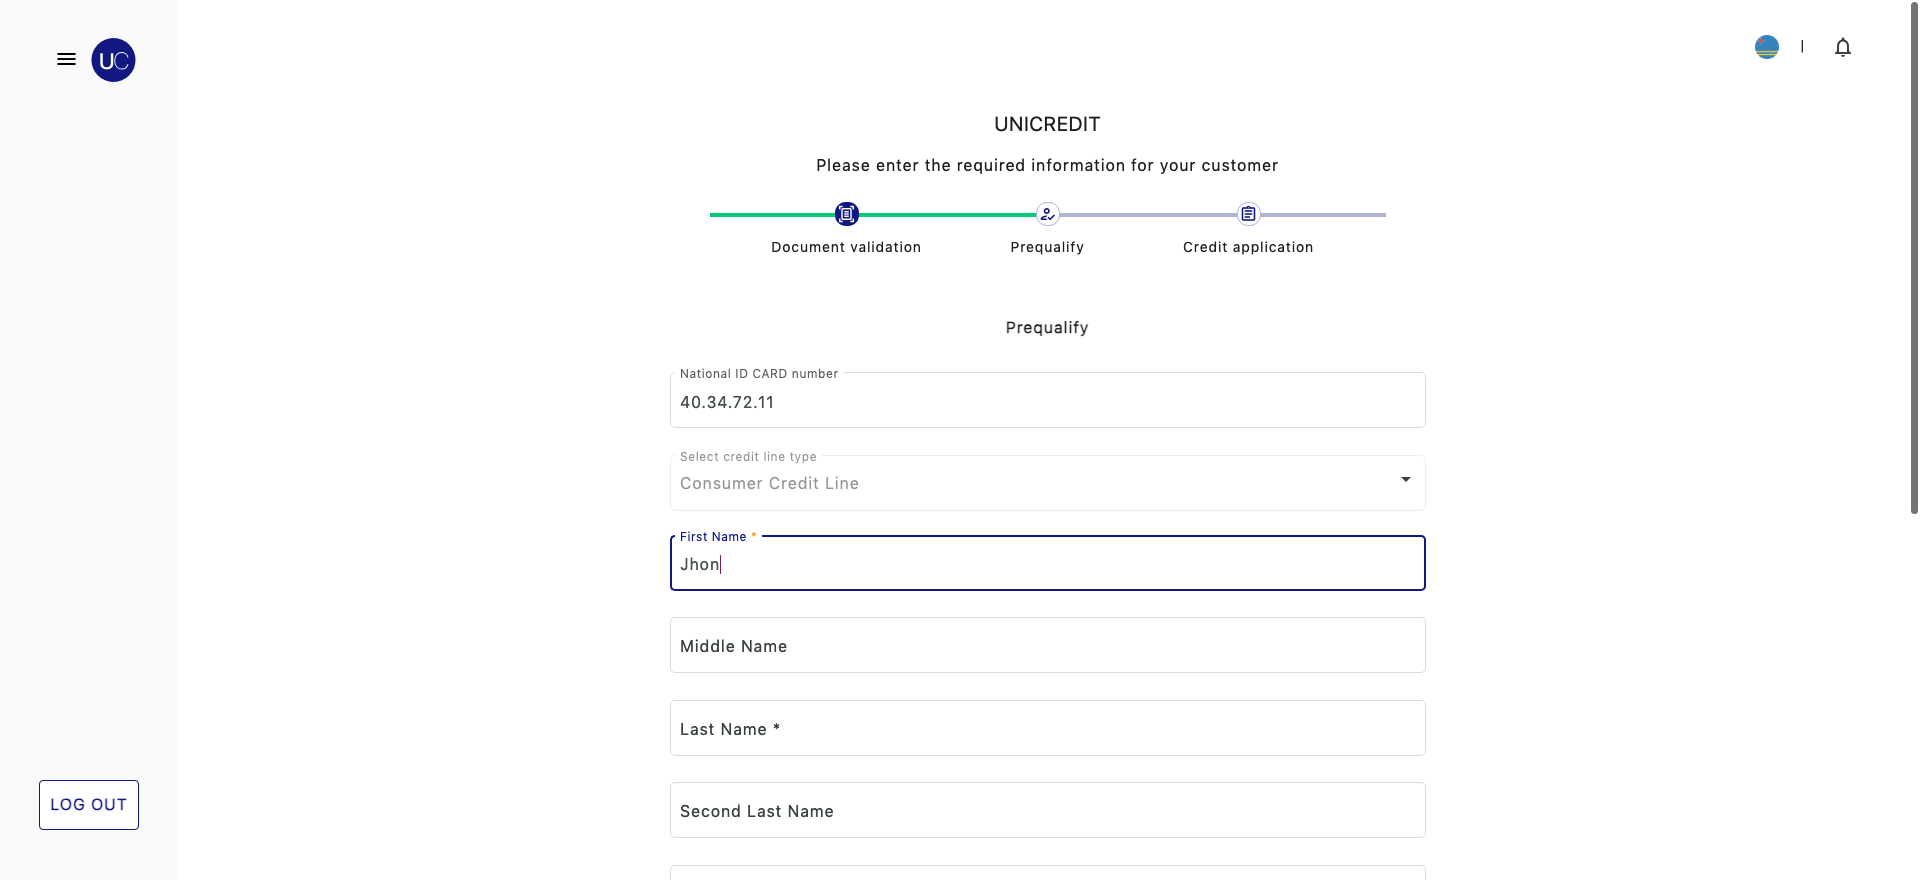 UC
UNICREDIT
Please enter the required information for your customer
Document validation
Prequalify
Credit application
Prequalify
National ID CARD number
40.34.72.11
Select credit line type
Consumer Credit Line
First Name *
Jhon
Middle Name
Last Name *
Second Last Name
LOG OUT